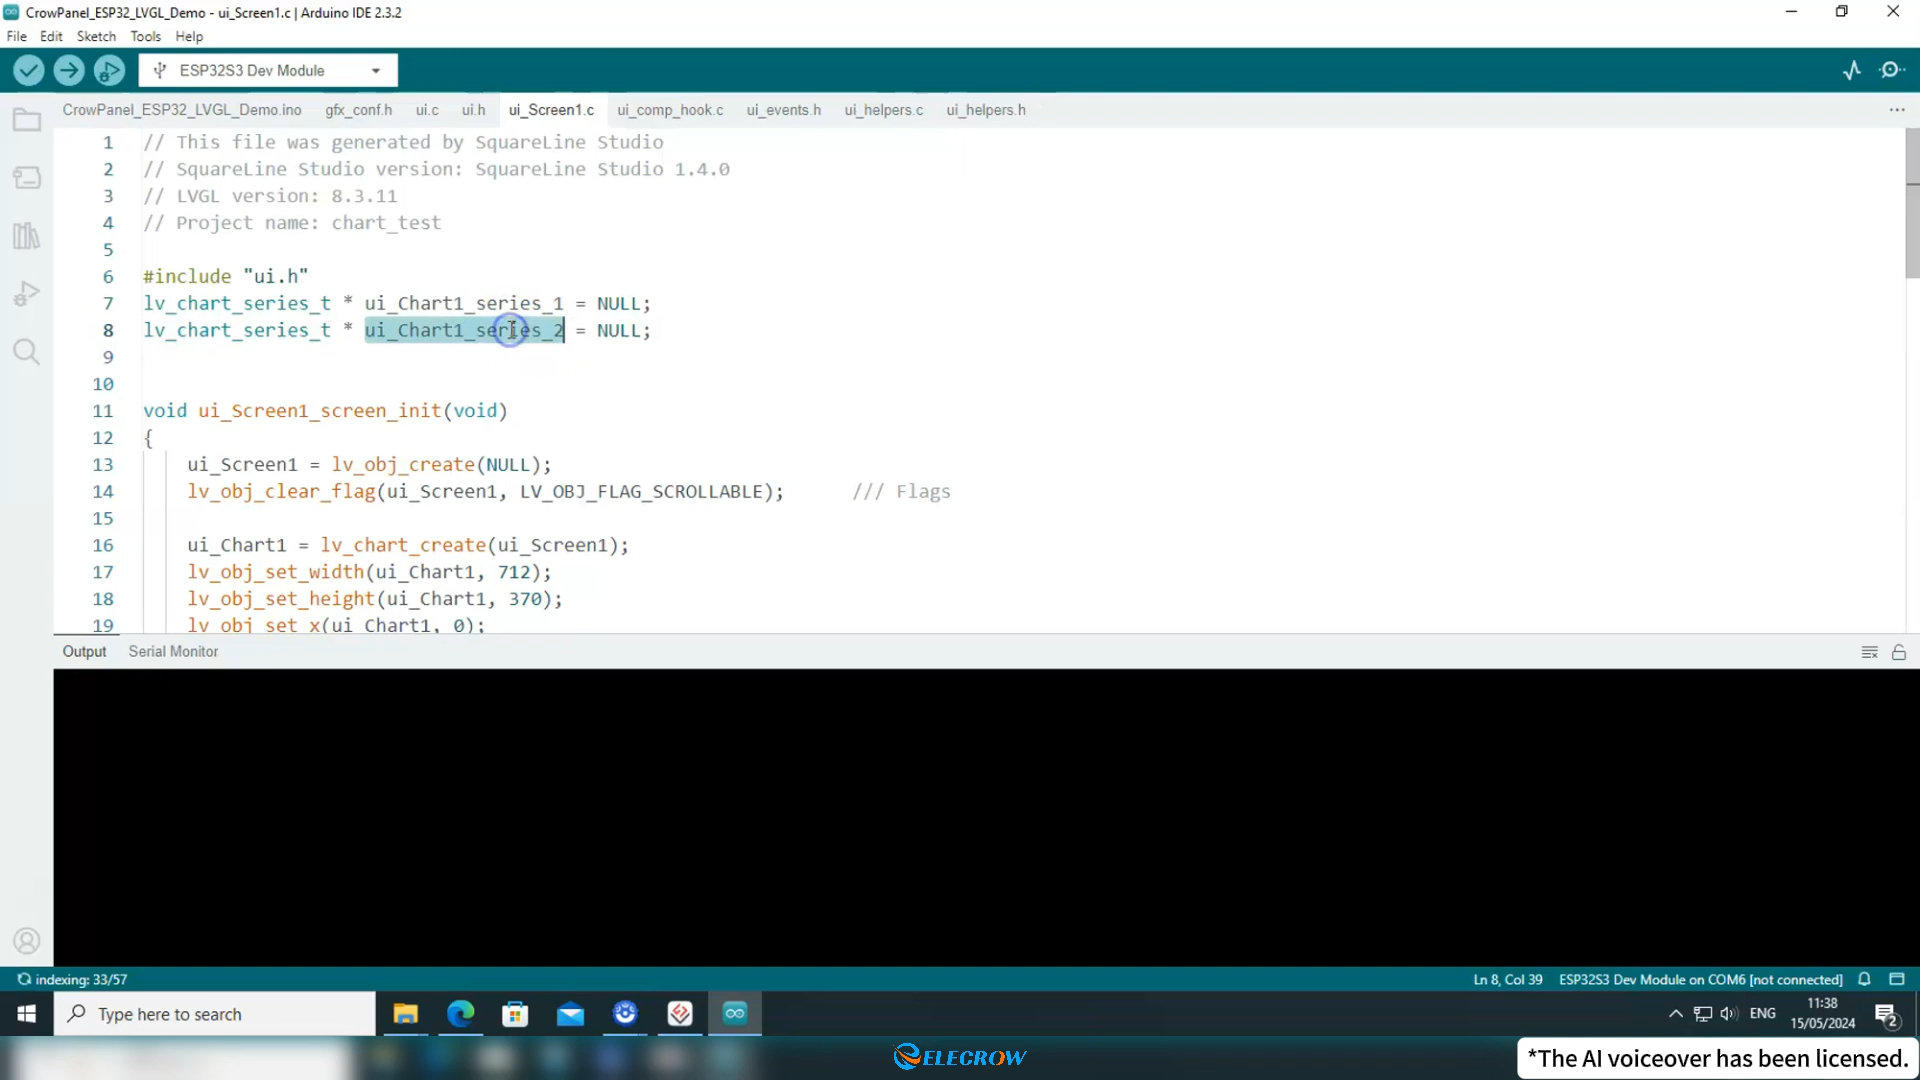 CrowPanel_ESP32_LVGL_Demo - ui_Screen1.c | Arduino IDE 2.3.2
File Edit Sketch Tools Help
ESP32S3 Dev Module
CrowPanel_ESP32_LVGL_Demo.ino gfx_conf.h ui.c ui.h ui_Screen1.c ui_comp_hook.c ui_events.h ui_helpers.c ui_helpers.h ...
1 // This file was generated by SquareLine Studio
2 // SquareLine Studio version: SquareLine Studio 1.4.0
3 // LVGL version: 8.3.11
4 // Project name: chart_test
5
6 #include "ui.h"
7 lv_chart_series_t * ui_Chart1_series_1 = NULL;
8 lv_chart_series_t * ui_Chart1_series_2 = NULL;
9
10
11 void ui_Screen1_screen_init(void)
12 {
13 ui_Screen1 = lv_obj_create(NULL);
14 lv_obj_clear_flag(ui_Screen1, LV_OBJ_FLAG_SCROLLABLE); /// Flags
15
16 ui_Chart1 = lv_chart_create(ui_Screen1);
17 lv_obj_set_width(ui_Chart1, 712);
18 lv_obj_set_height(ui_Chart1, 370);
19 lv_obj_set_x(ui_Chart1, 0);
Output Serial Monitor
indexing: 33/57 Ln 8, Col 39 ESP32S3 Dev Module on COM6 [not connected]
Type here to search ENG 11:38
15/05/2024 2
ELECROW
*The AI voiceover has been licensed.